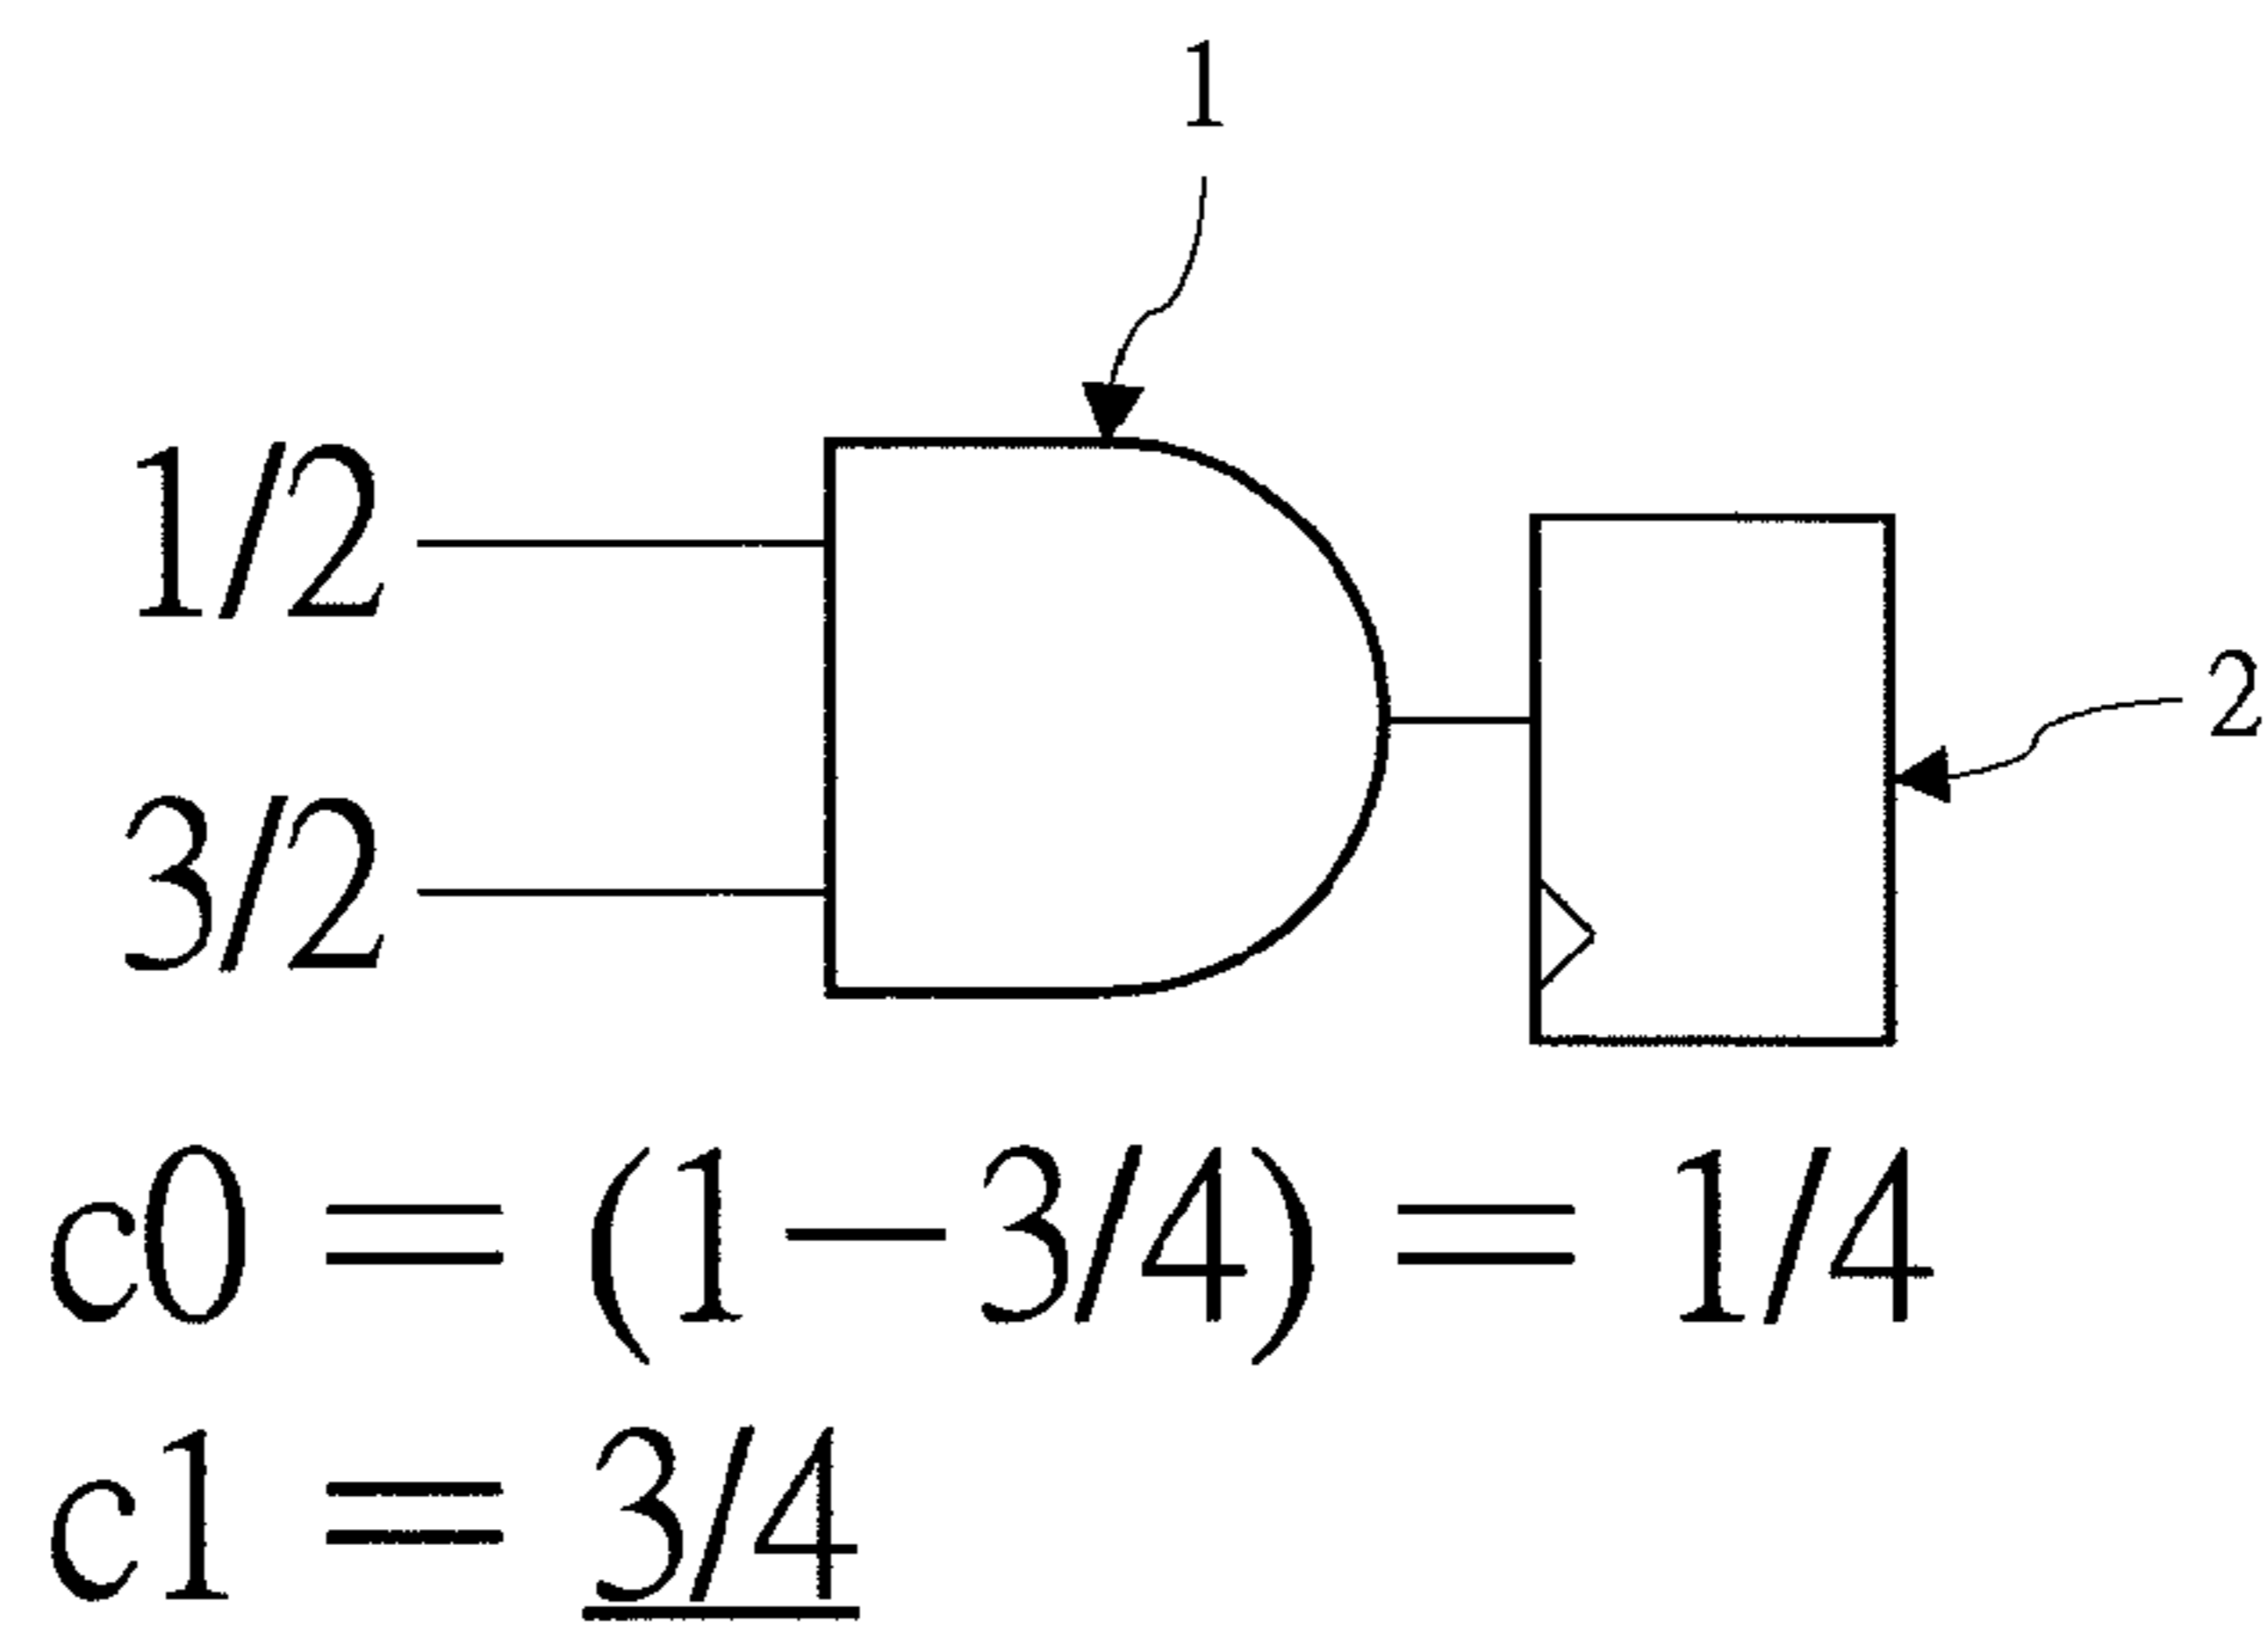 1
1/2
2
3/2
c0 = (1 − 3/4) = 1/4
c1 = 3/4